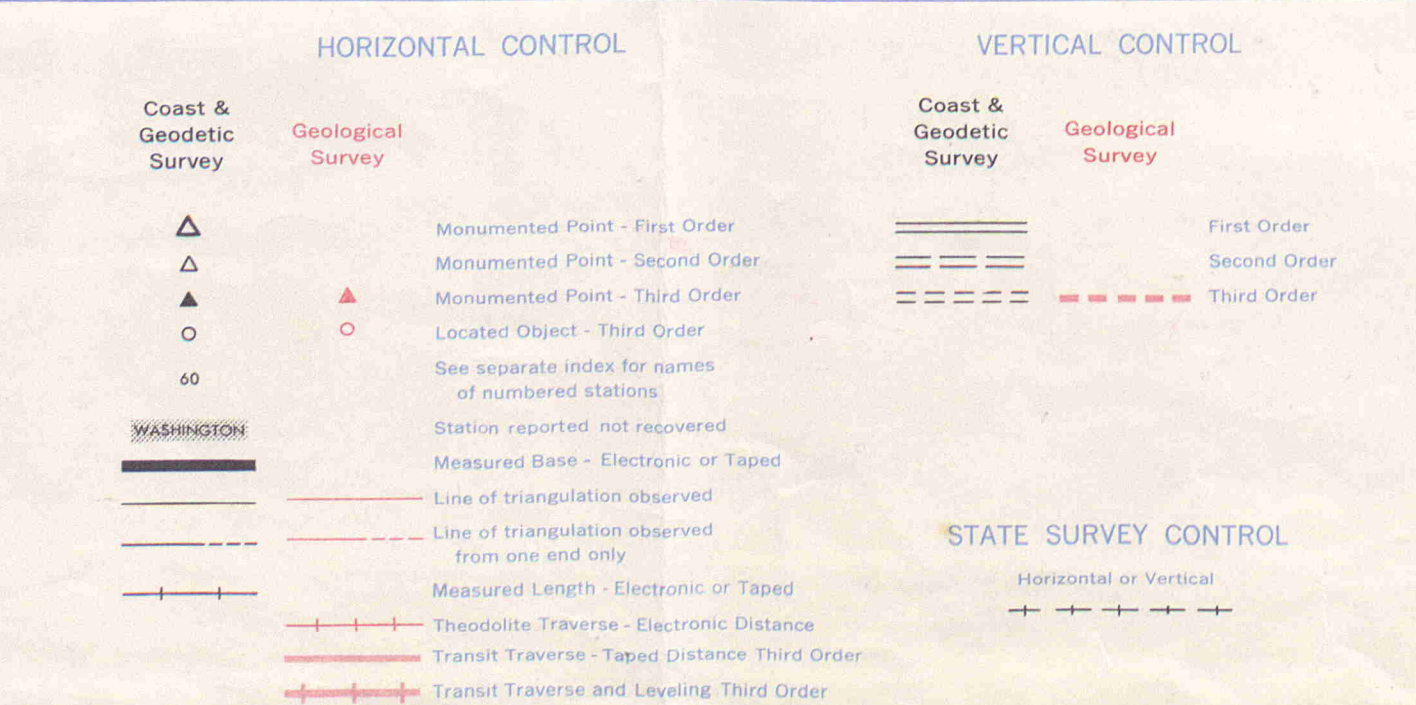 HORIZONTAL CONTROL
Coast &
Geodetic
Survey
Geological
Survey
Monumented Point - First Order
Monumented Point - Second Order
Monumented Point - Third Order
Located Object - Third Order
60
See separate index for names
of numbered stations
WASHINGTON
Station reported not recovered
Measured Base - Electronic or Taped
Line of triangulation observed
Line of triangulation observed
from one end only
Measured Length - Electronic or Taped
Theodolite Traverse - Electronic Distance
Transit Traverse - Taped Distance Third Order
Transit Traverse and Leveling Third Order
VERTICAL CONTROL
Coast &
Geodetic
Survey
Geological
Survey
First Order
Second Order
Third Order
STATE SURVEY CONTROL
Horizontal or Vertical